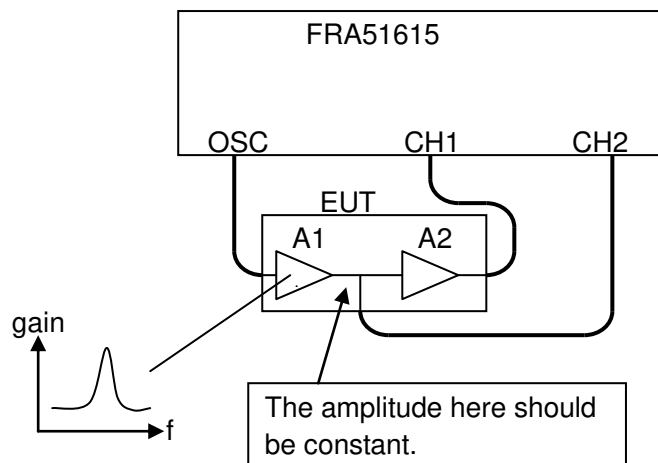 FRA51615
OSC CH1 CH2
EUT
A1 A2
gain
f
The amplitude here should
be constant.